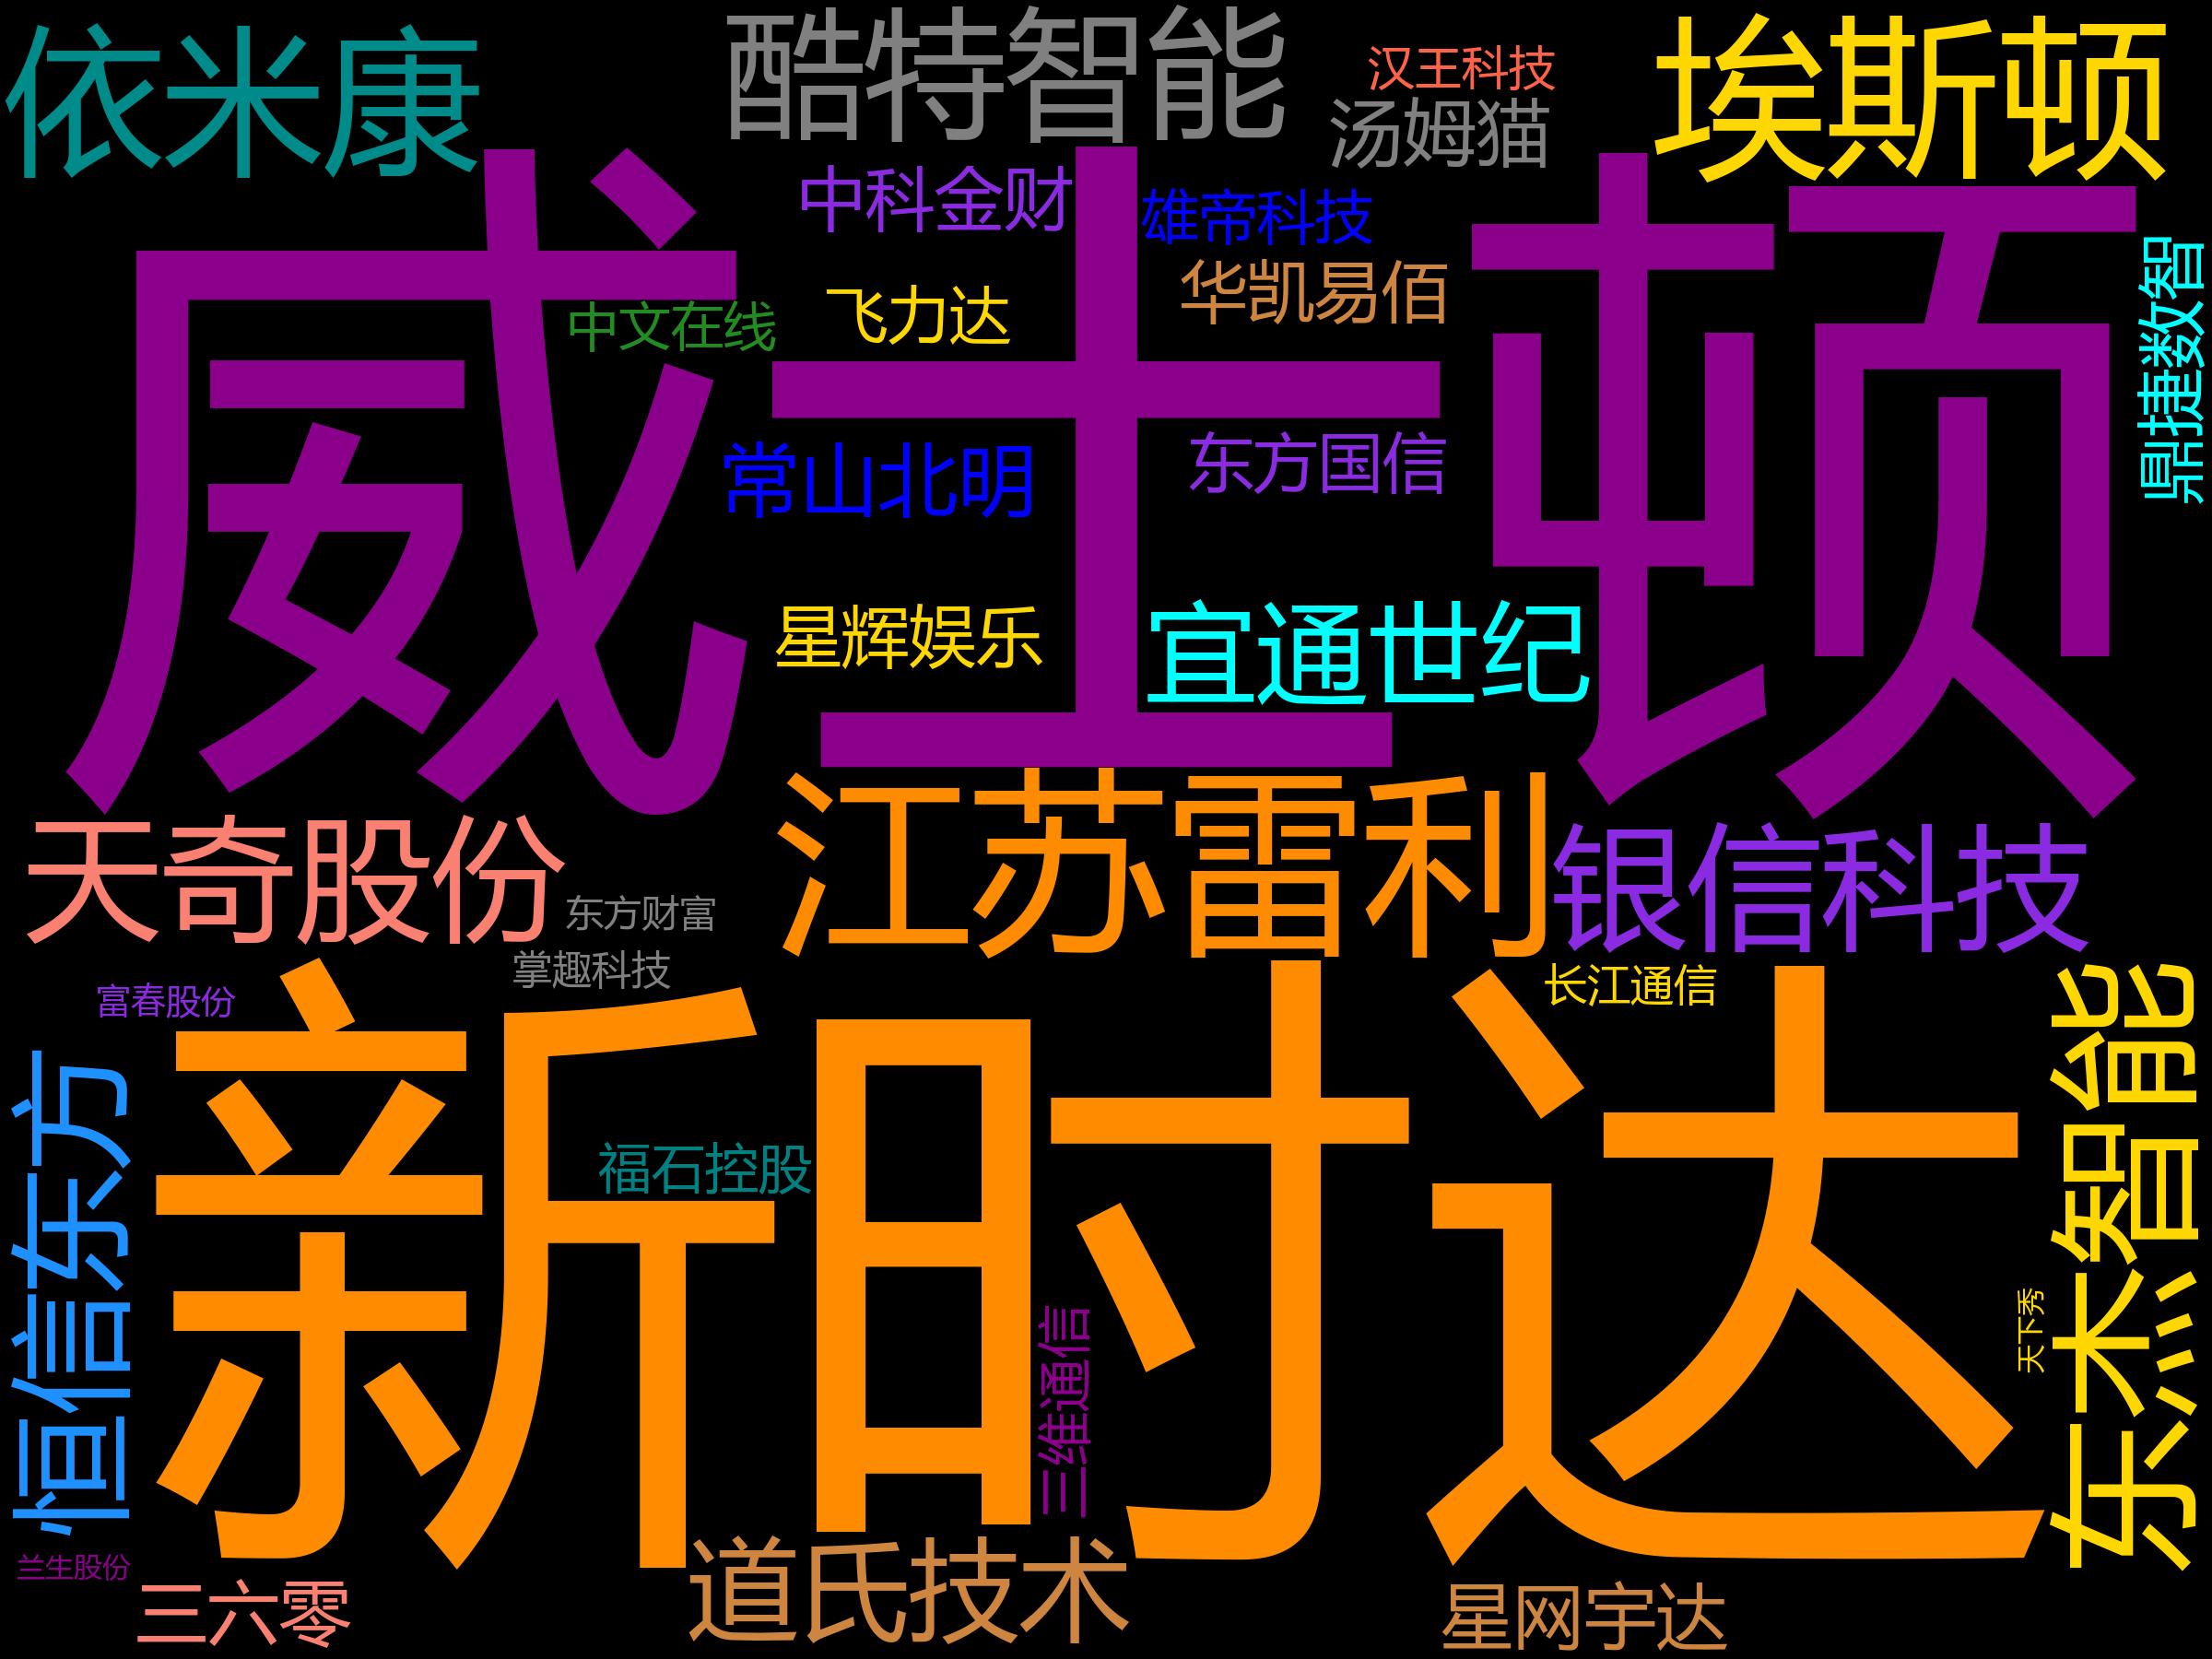 依米康
酷特智能
汉王科技
埃斯顿
汤姆猫
中科金财
雄帝科技
威士顿
华凯易佰
飞力达
中文在线
鼎捷数智
常山北明
东方国信
星辉娱乐
宜通世纪
江苏雷利
天奇股份
银信科技
东方财富
掌趣科技
长江通信
富春股份
新时达
恒信东方
东杰智能
福石控股
三维通信
天下秀
道氏技术
兰生股份
三六零
星网宇达